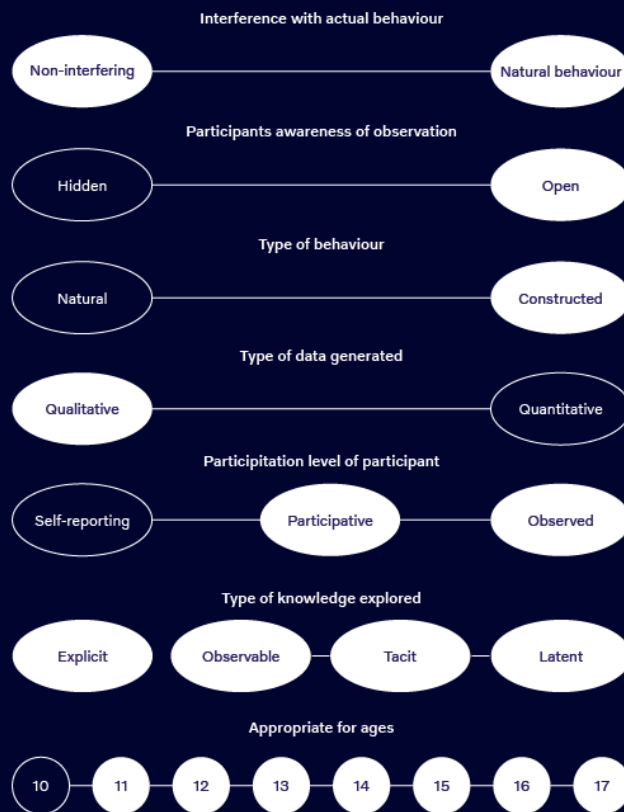 Interference with actual behaviour
Non-interfering Natural behaviour
Participants awareness of observation
Hidden Open
Type of behaviour
Natural Constructed
Type of data generated
Qualitative Quantitative
Participitation level of participant
Self-reporting Participative Observed
Type of knowledge explored
Explicit Observable Tacit Latent
Appropriate for ages
10 11 12 13 14 15 16 17